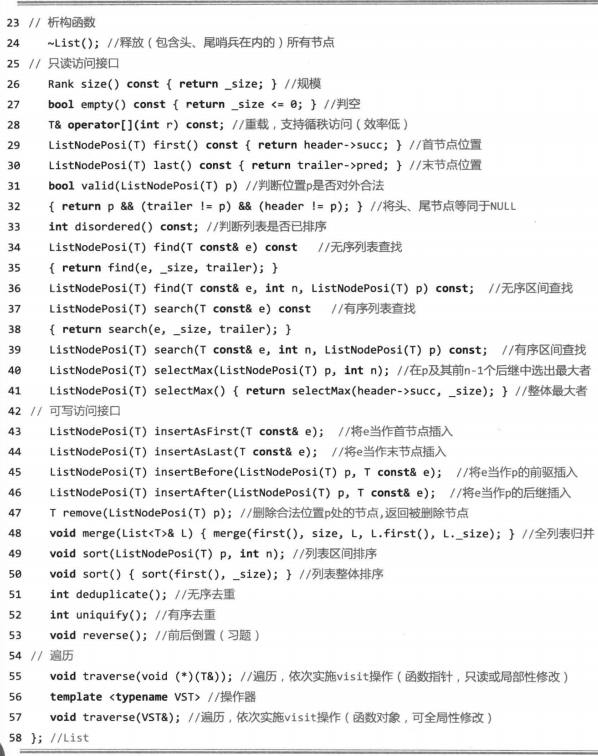 23 // 析构函数
24    ~List(); //释放（包含头、尾哨兵在内的）所有节点
25 // 只读访问接口
26    Rank size() const { return _size; } //规模
27    bool empty() const { return _size <= 0; } //判空
28    T& operator[](int r) const; //重载，支持循秩访问（效率低）
29    ListNodePosi(T) first() const { return header->succ; } //首节点位置
30    ListNodePosi(T) last() const { return trailer->pred; } //末节点位置
31    bool valid(ListNodePosi(T) p) //判断位置p是否对外合法
32    { return p && (trailer != p) && (header != p); } //将头、尾节点等同于NULL
33    int disordered() const; //判断列表是否已排序
34    ListNodePosi(T) find(T const& e) const   //无序列表查找
35    { return find(e, _size, trailer); }
36    ListNodePosi(T) find(T const& e, int n, ListNodePosi(T) p) const;  //无序区间查找
37    ListNodePosi(T) search(T const& e) const   //有序列表查找
38    { return search(e, _size, trailer); }
39    ListNodePosi(T) search(T const& e, int n, ListNodePosi(T) p) const;  //有序区间查找
40    ListNodePosi(T) selectMax(ListNodePosi(T) p, int n); //在p及其前n-1个后继中选出最大者
41    ListNodePosi(T) selectMax() { return selectMax(header->succ, _size); } //整体最大者
42 // 可写访问接口
43    ListNodePosi(T) insertAsFirst(T const& e);  //将e当作首节点插入
44    ListNodePosi(T) insertAsLast(T const& e);  //将e当作末节点插入
45    ListNodePosi(T) insertBefore(ListNodePosi(T) p, T const& e);  //将e当作p的前驱插入
46    ListNodePosi(T) insertAfter(ListNodePosi(T) p, T const& e);  //将e当作p的后继插入
47    T remove(ListNodePosi(T) p); //删除合法位置p处的节点,返回被删除节点
48    void merge(List<T>& L) { merge(first(), size, L, L.first(), L._size); } //全列表归并
49    void sort(ListNodePosi(T) p, int n); //列表区间排序
50    void sort() { sort(first(), _size); } //列表整体排序
51    int deduplicate(); //无序去重
52    int uniquify(); //有序去重
53    void reverse(); //前后倒置（习题）
54 // 遍历
55    void traverse(void (*)(T&)); //遍历，依次实施visit操作（函数指针，只读或局部性修改）
56    template <typename VST> //操作器
57    void traverse(VST&); //遍历，依次实施visit操作（函数对象，可全局性修改）
58 }; //List